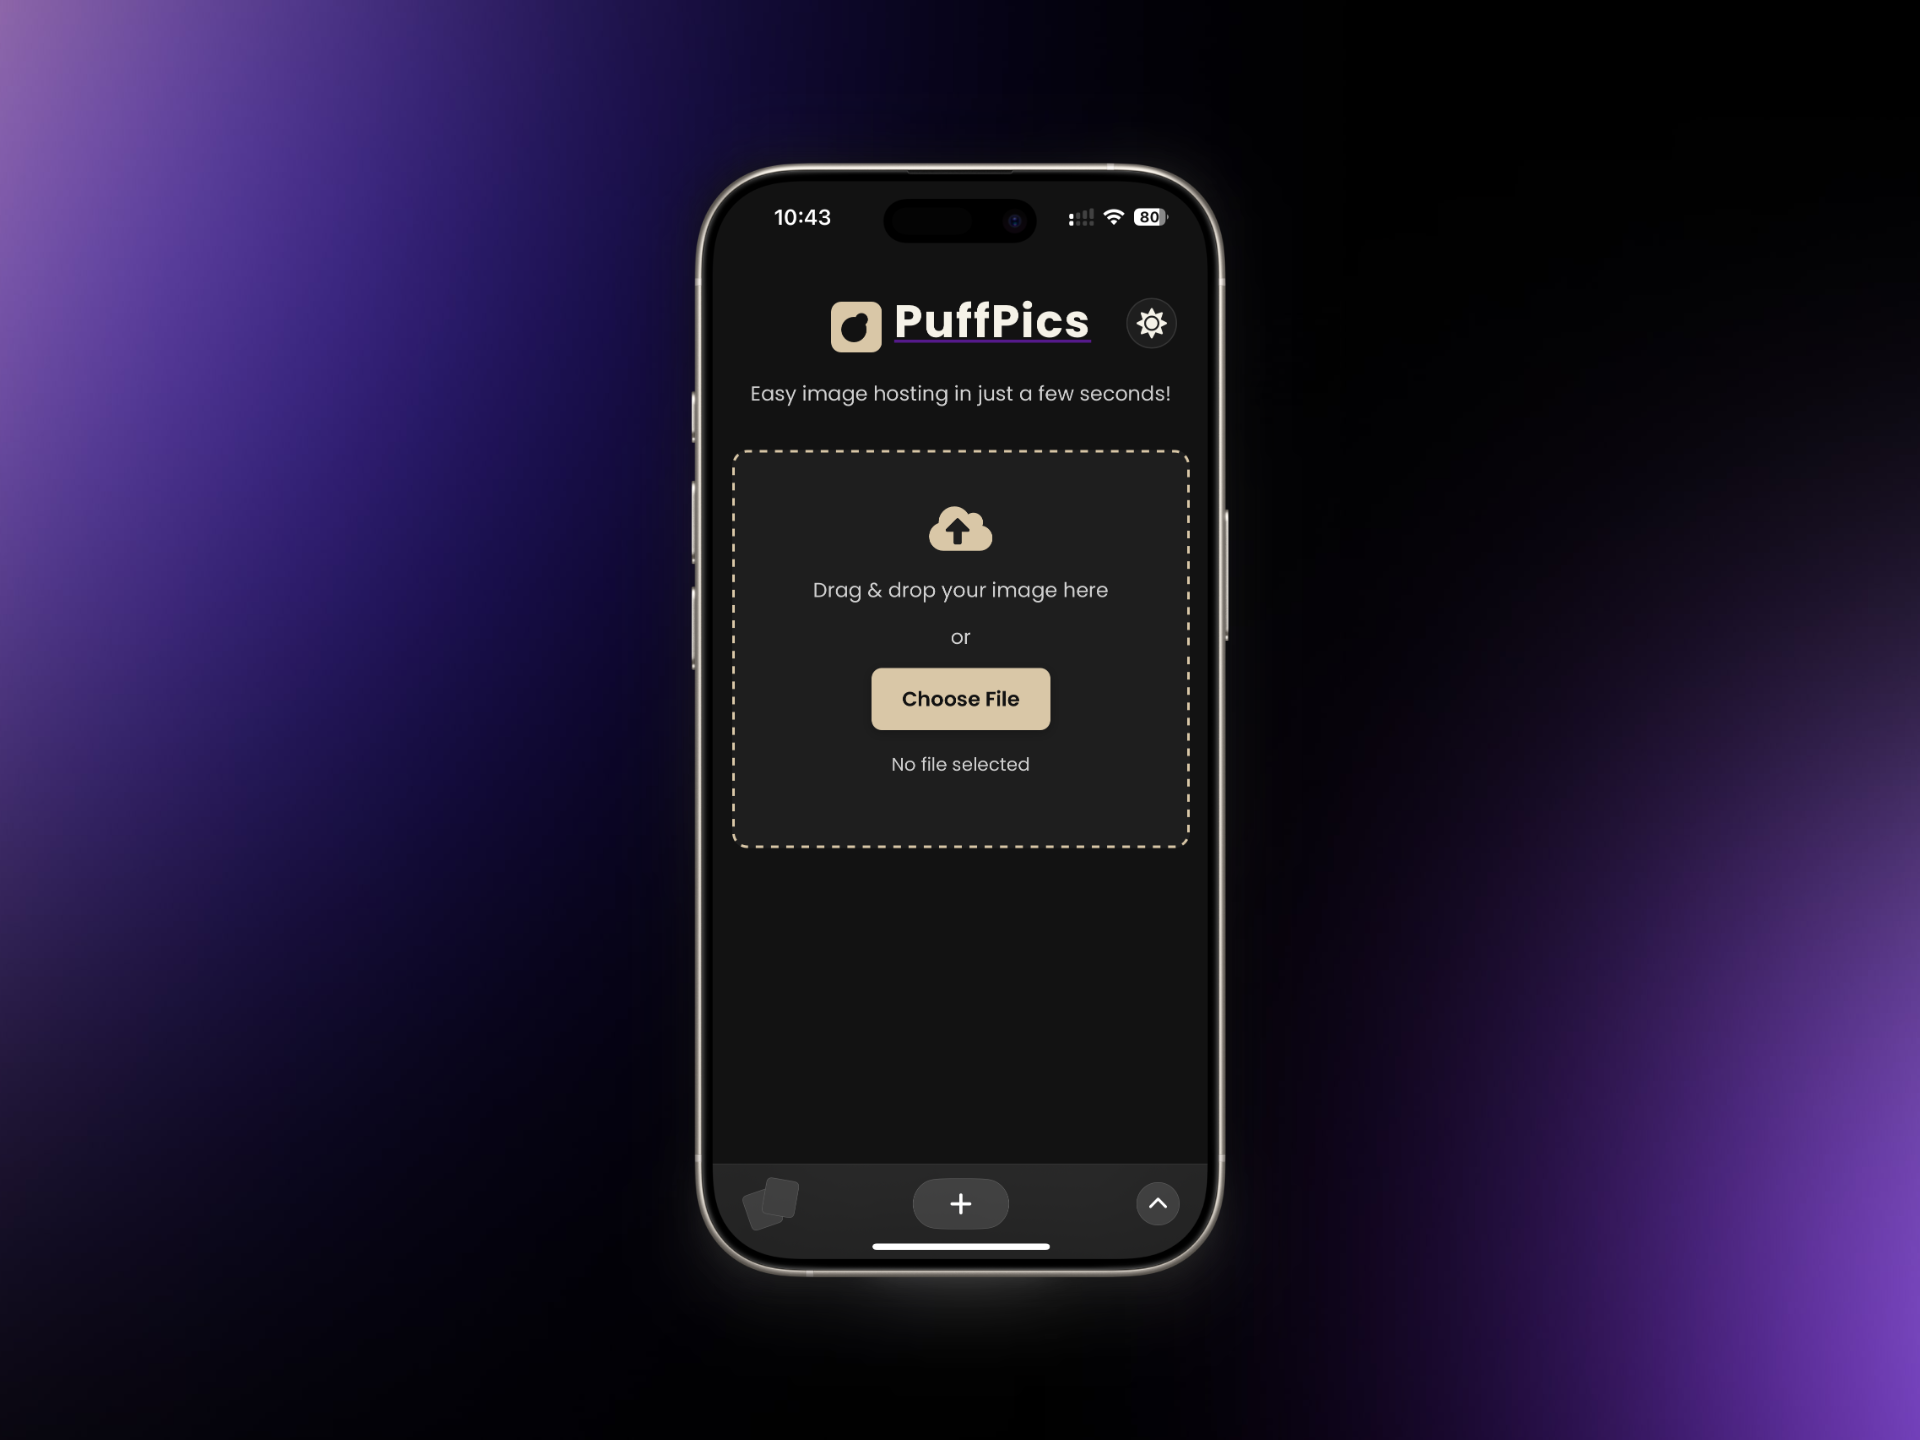 10:43
80
PuffPics
Easy image hosting in just a few seconds!
Drag & drop your image here
or
Choose File
No file selected